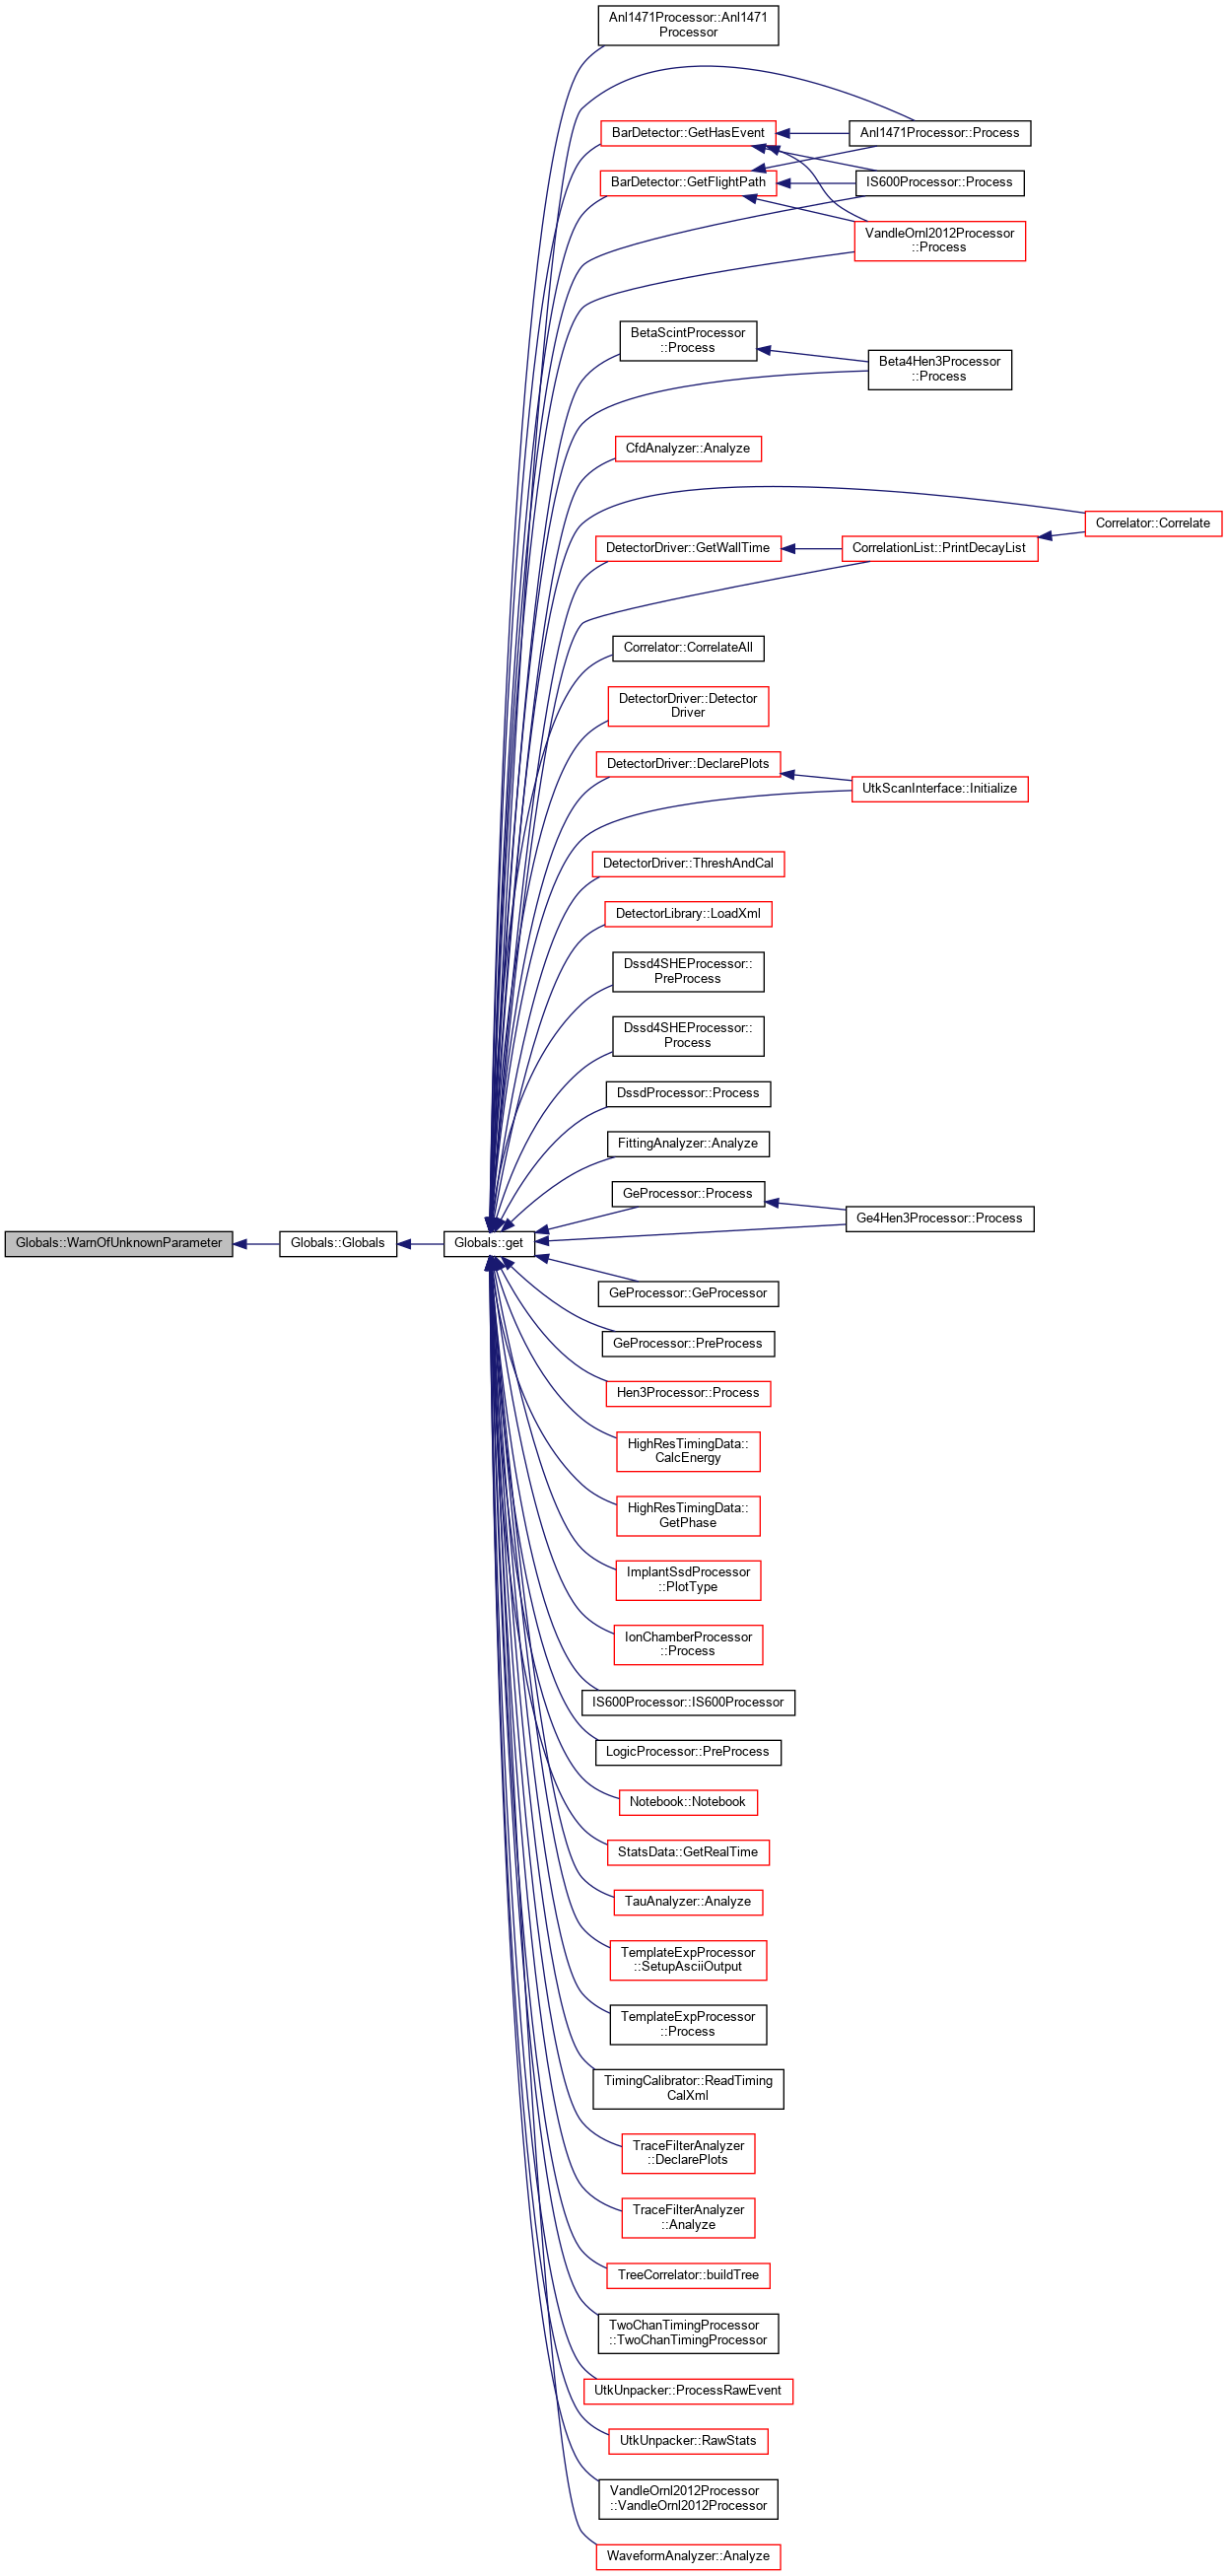 Anl1471Processor::Anl1471
Processor
BarDetector::GetHasEvent
Anl1471Processor::Process
BarDetector::GetFlightPath
IS600Processor::Process
VandleOrnl2012Processor
::Process
BetaScintProcessor
::Process
Beta4Hen3Processor
::Process
CfdAnalyzer::Analyze
Correlator::Correlate
DetectorDriver::GetWallTime
CorrelationList::PrintDecayList
Correlator::CorrelateAll
DetectorDriver::Detector
Driver
DetectorDriver::DeclarePlots
UtkScanInterface::Initialize
DetectorDriver::ThreshAndCal
DetectorLibrary::LoadXml
Dssd4SHEProcessor::
PreProcess
Dssd4SHEProcessor::
Process
DssdProcessor::Process
FittingAnalyzer::Analyze
GeProcessor::Process
Ge4Hen3Processor::Process
Globals::WarnOfUnknownParameter
Globals::Globals
Globals::get
GeProcessor::GeProcessor
GeProcessor::PreProcess
Hen3Processor::Process
HighResTimingData::
CalcEnergy
HighResTimingData::
GetPhase
ImplantSsdProcessor
::PlotType
IonChamberProcessor
::Process
IS600Processor::IS600Processor
LogicProcessor::PreProcess
Notebook::Notebook
StatsData::GetRealTime
TauAnalyzer::Analyze
TemplateExpProcessor
::SetupAsciiOutput
TemplateExpProcessor
::Process
TimingCalibrator::ReadTiming
CalXml
TraceFilterAnalyzer
::DeclarePlots
TraceFilterAnalyzer
::Analyze
TreeCorrelator::buildTree
TwoChanTimingProcessor
::TwoChanTimingProcessor
UtkUnpacker::ProcessRawEvent
UtkUnpacker::RawStats
VandleOrnl2012Processor
::VandleOrnl2012Processor
WaveformAnalyzer::Analyze